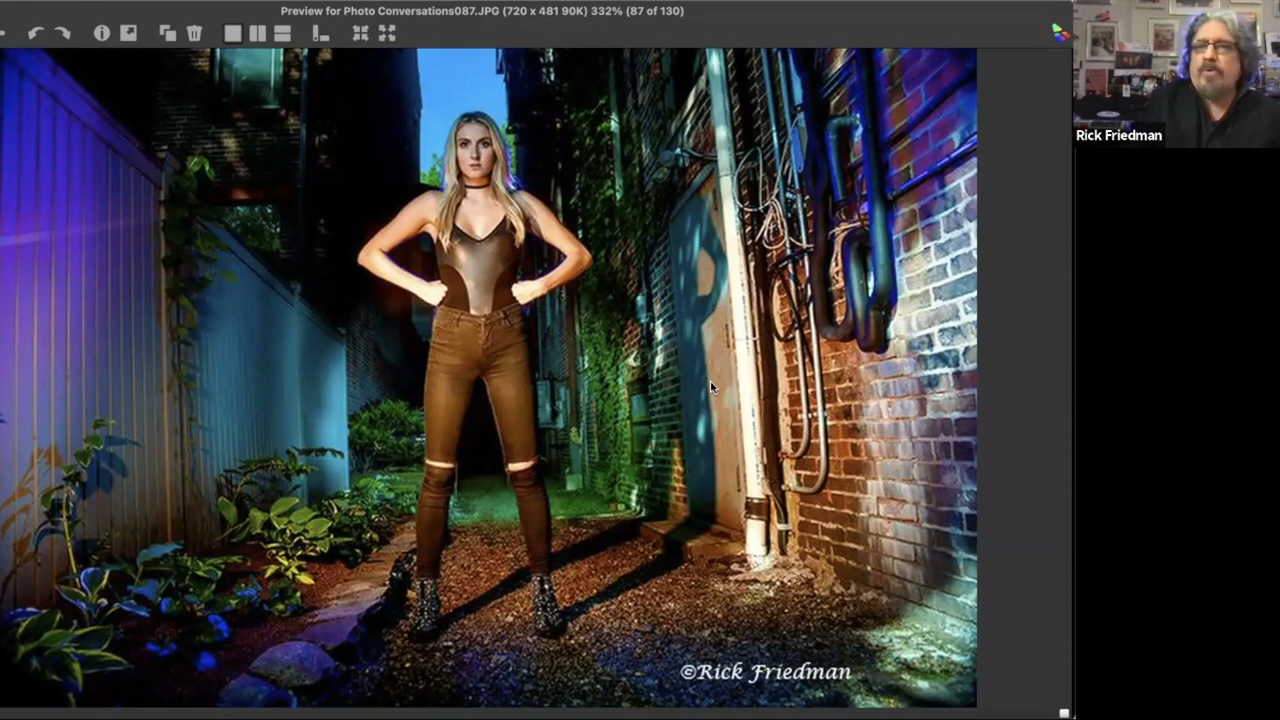 Preview for Photo Conversations087.JPG (720 x 481 90K) 332% (87 of 130)
Rick Friedman
©Rick Friedman